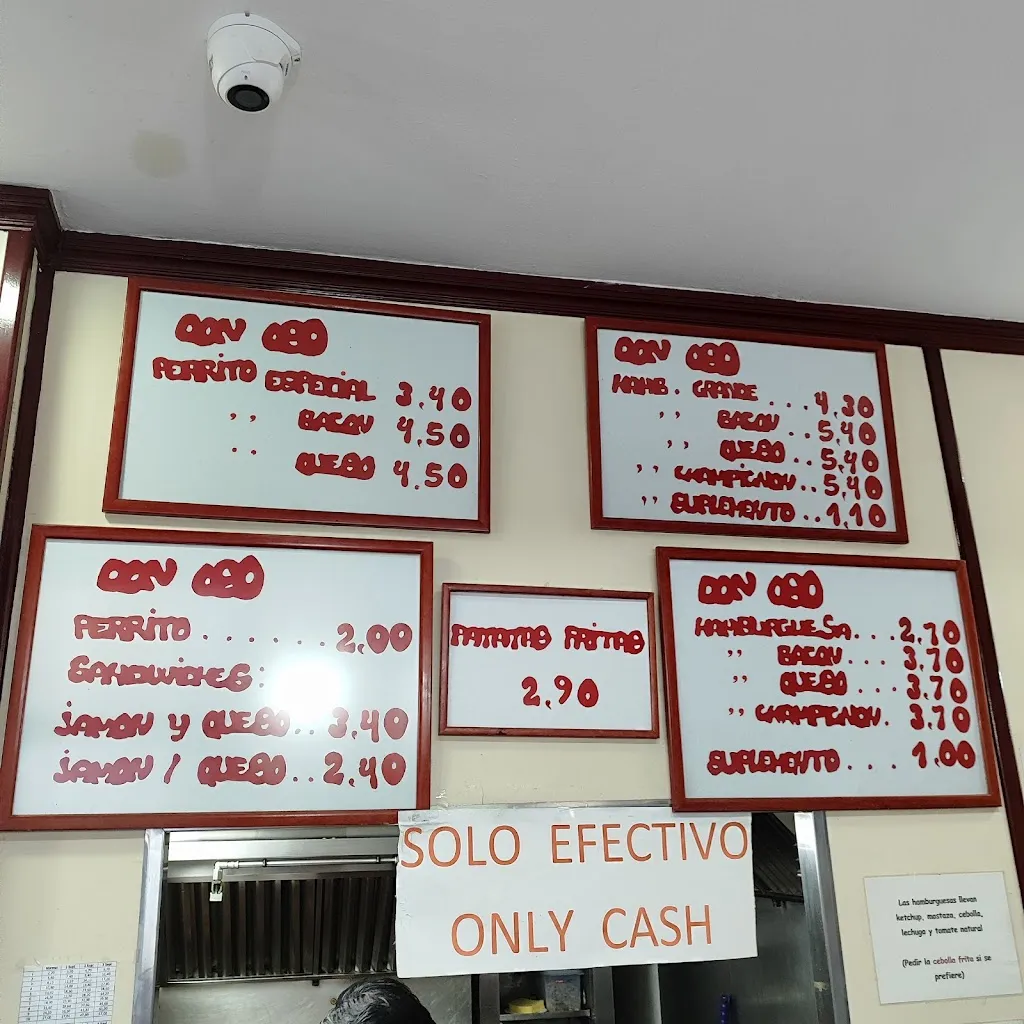 DON OSO
PERRITO ESPECIAL 3.40
,, BACON 4.50
,, QUESO 4.50
DON OSO
HAMB. GRANDE ... 4,30
,, BACON .. 5,40
,, QUESO .. 5,40
,, CHAMPIGNON .. 5,40
,, SUPLEMENTO .. 1,10
DON OSO
PERRITO ...... 2,00
SANDWICHES:
JAMON Y QUESO .. 3,40
JAMON / QUESO .. 2,40
PATATAS FRITAS
2,90
DON OSO
HAMBURGUESA ... 2,70
,, BACON ... 3,70
,, QUESO ... 3,70
,, CHAMPIGNON . 3,70
SUPLEMENTO ... 1,00
SOLO EFECTIVO
ONLY CASH
Las hamburguesas llevan
ketchup, mostaza, cebolla,
lechuga y tomate natural
(Pedir la cebolla frita si se
prefiere)